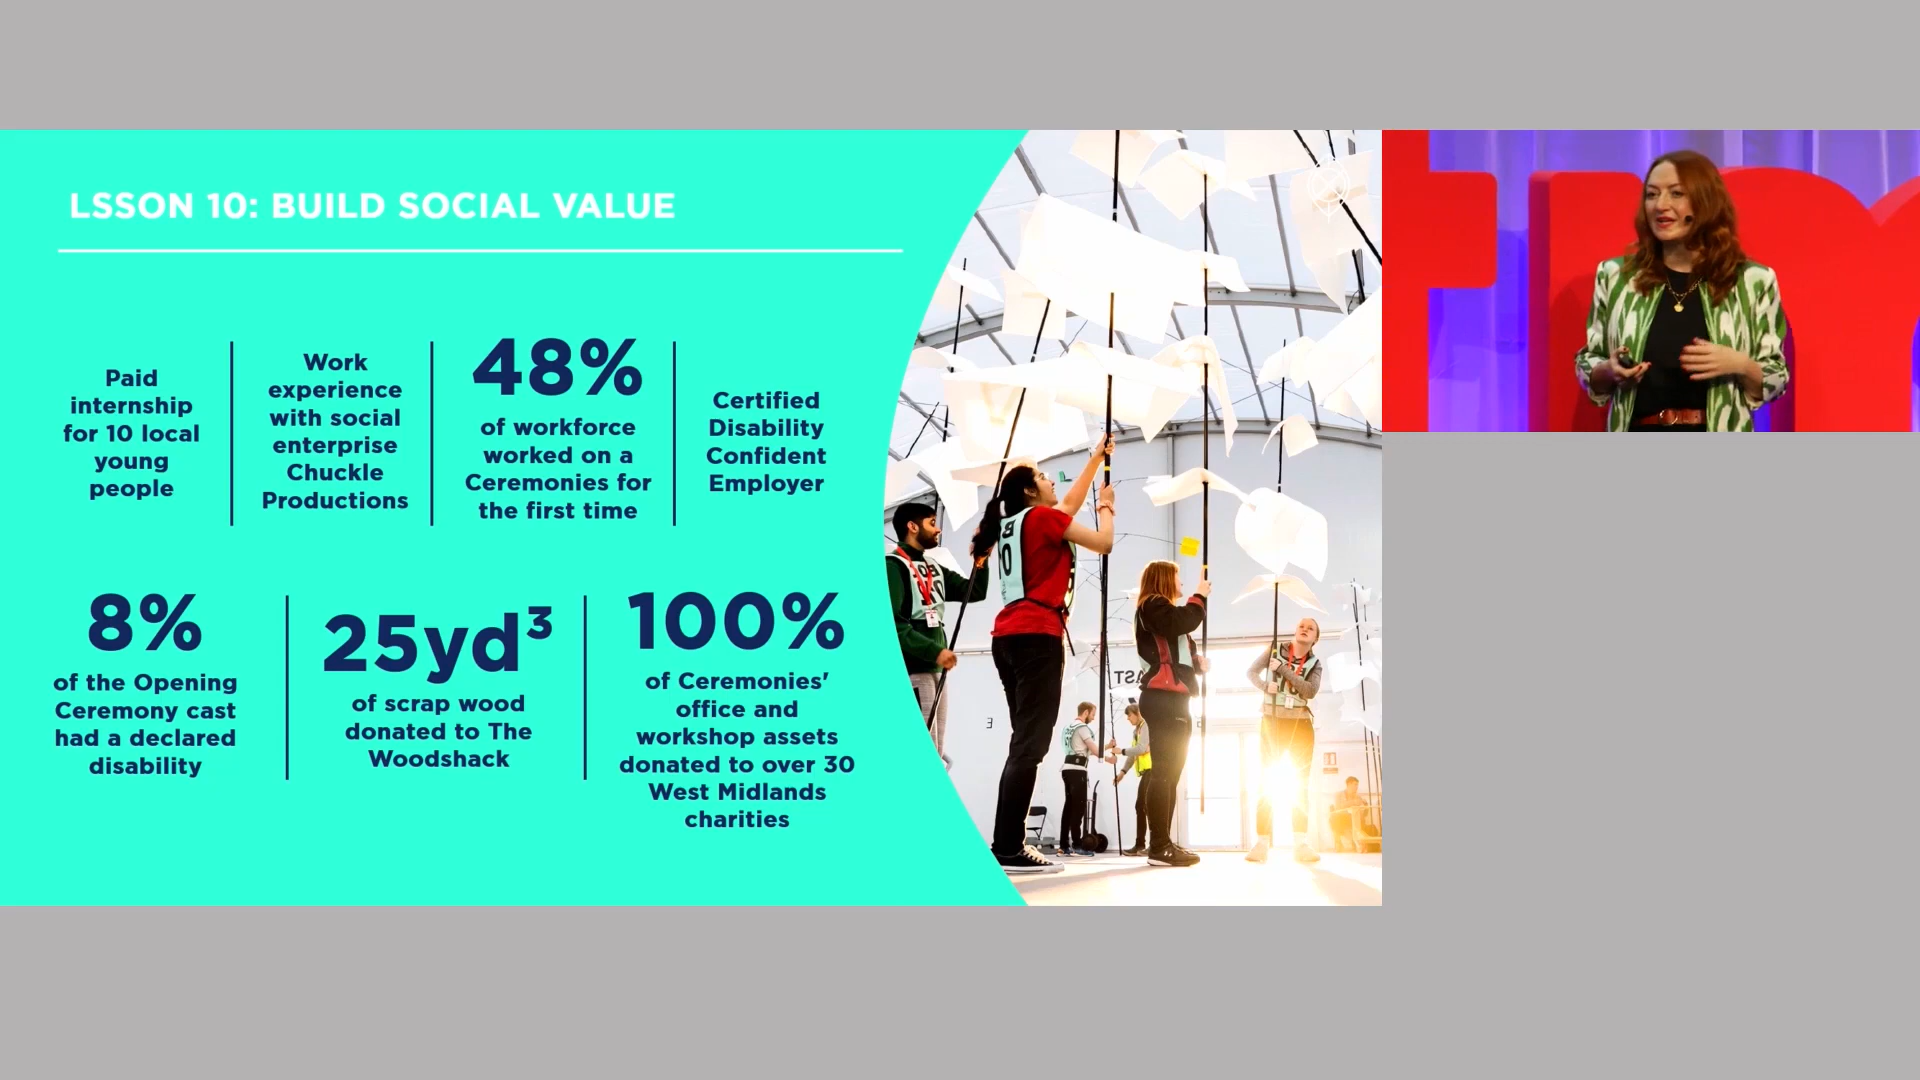 LSSON 10: BUILD SOCIAL VALUE
Paid
internship
for 10 local
young
people
Work
experience
with social
enterprise
Chuckle
Productions
48%
of workforce
worked on a
Ceremonies for
the first time
Certified
Disability
Confident
Employer
8%
of the Opening
Ceremony cast
had a declared
disability
25yd³
of scrap wood
donated to The
Woodshack
100%
of Ceremonies'
office and
workshop assets
donated to over 30
West Midlands
charities